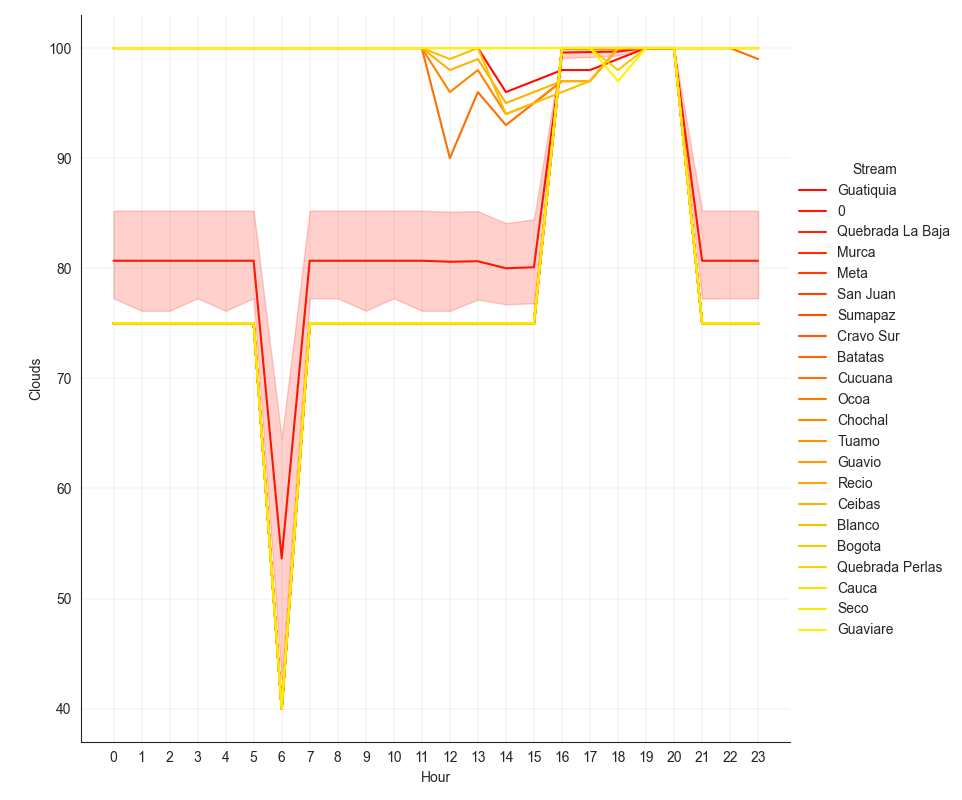 100
90
80
70
60
50
40
Clouds
0 1 2 3 4 5 6 7 8 9 10 11 12 13 14 15 16 17 18 19 20 21 22 23
Hour
Stream
Guatiquia
0
Quebrada La Baja
Murca
Meta
San Juan
Sumapaz
Cravo Sur
Batatas
Cucuana
Ocoa
Chochal
Tuamo
Guavio
Recio
Ceibas
Blanco
Bogota
Quebrada Perlas
Cauca
Seco
Guaviare